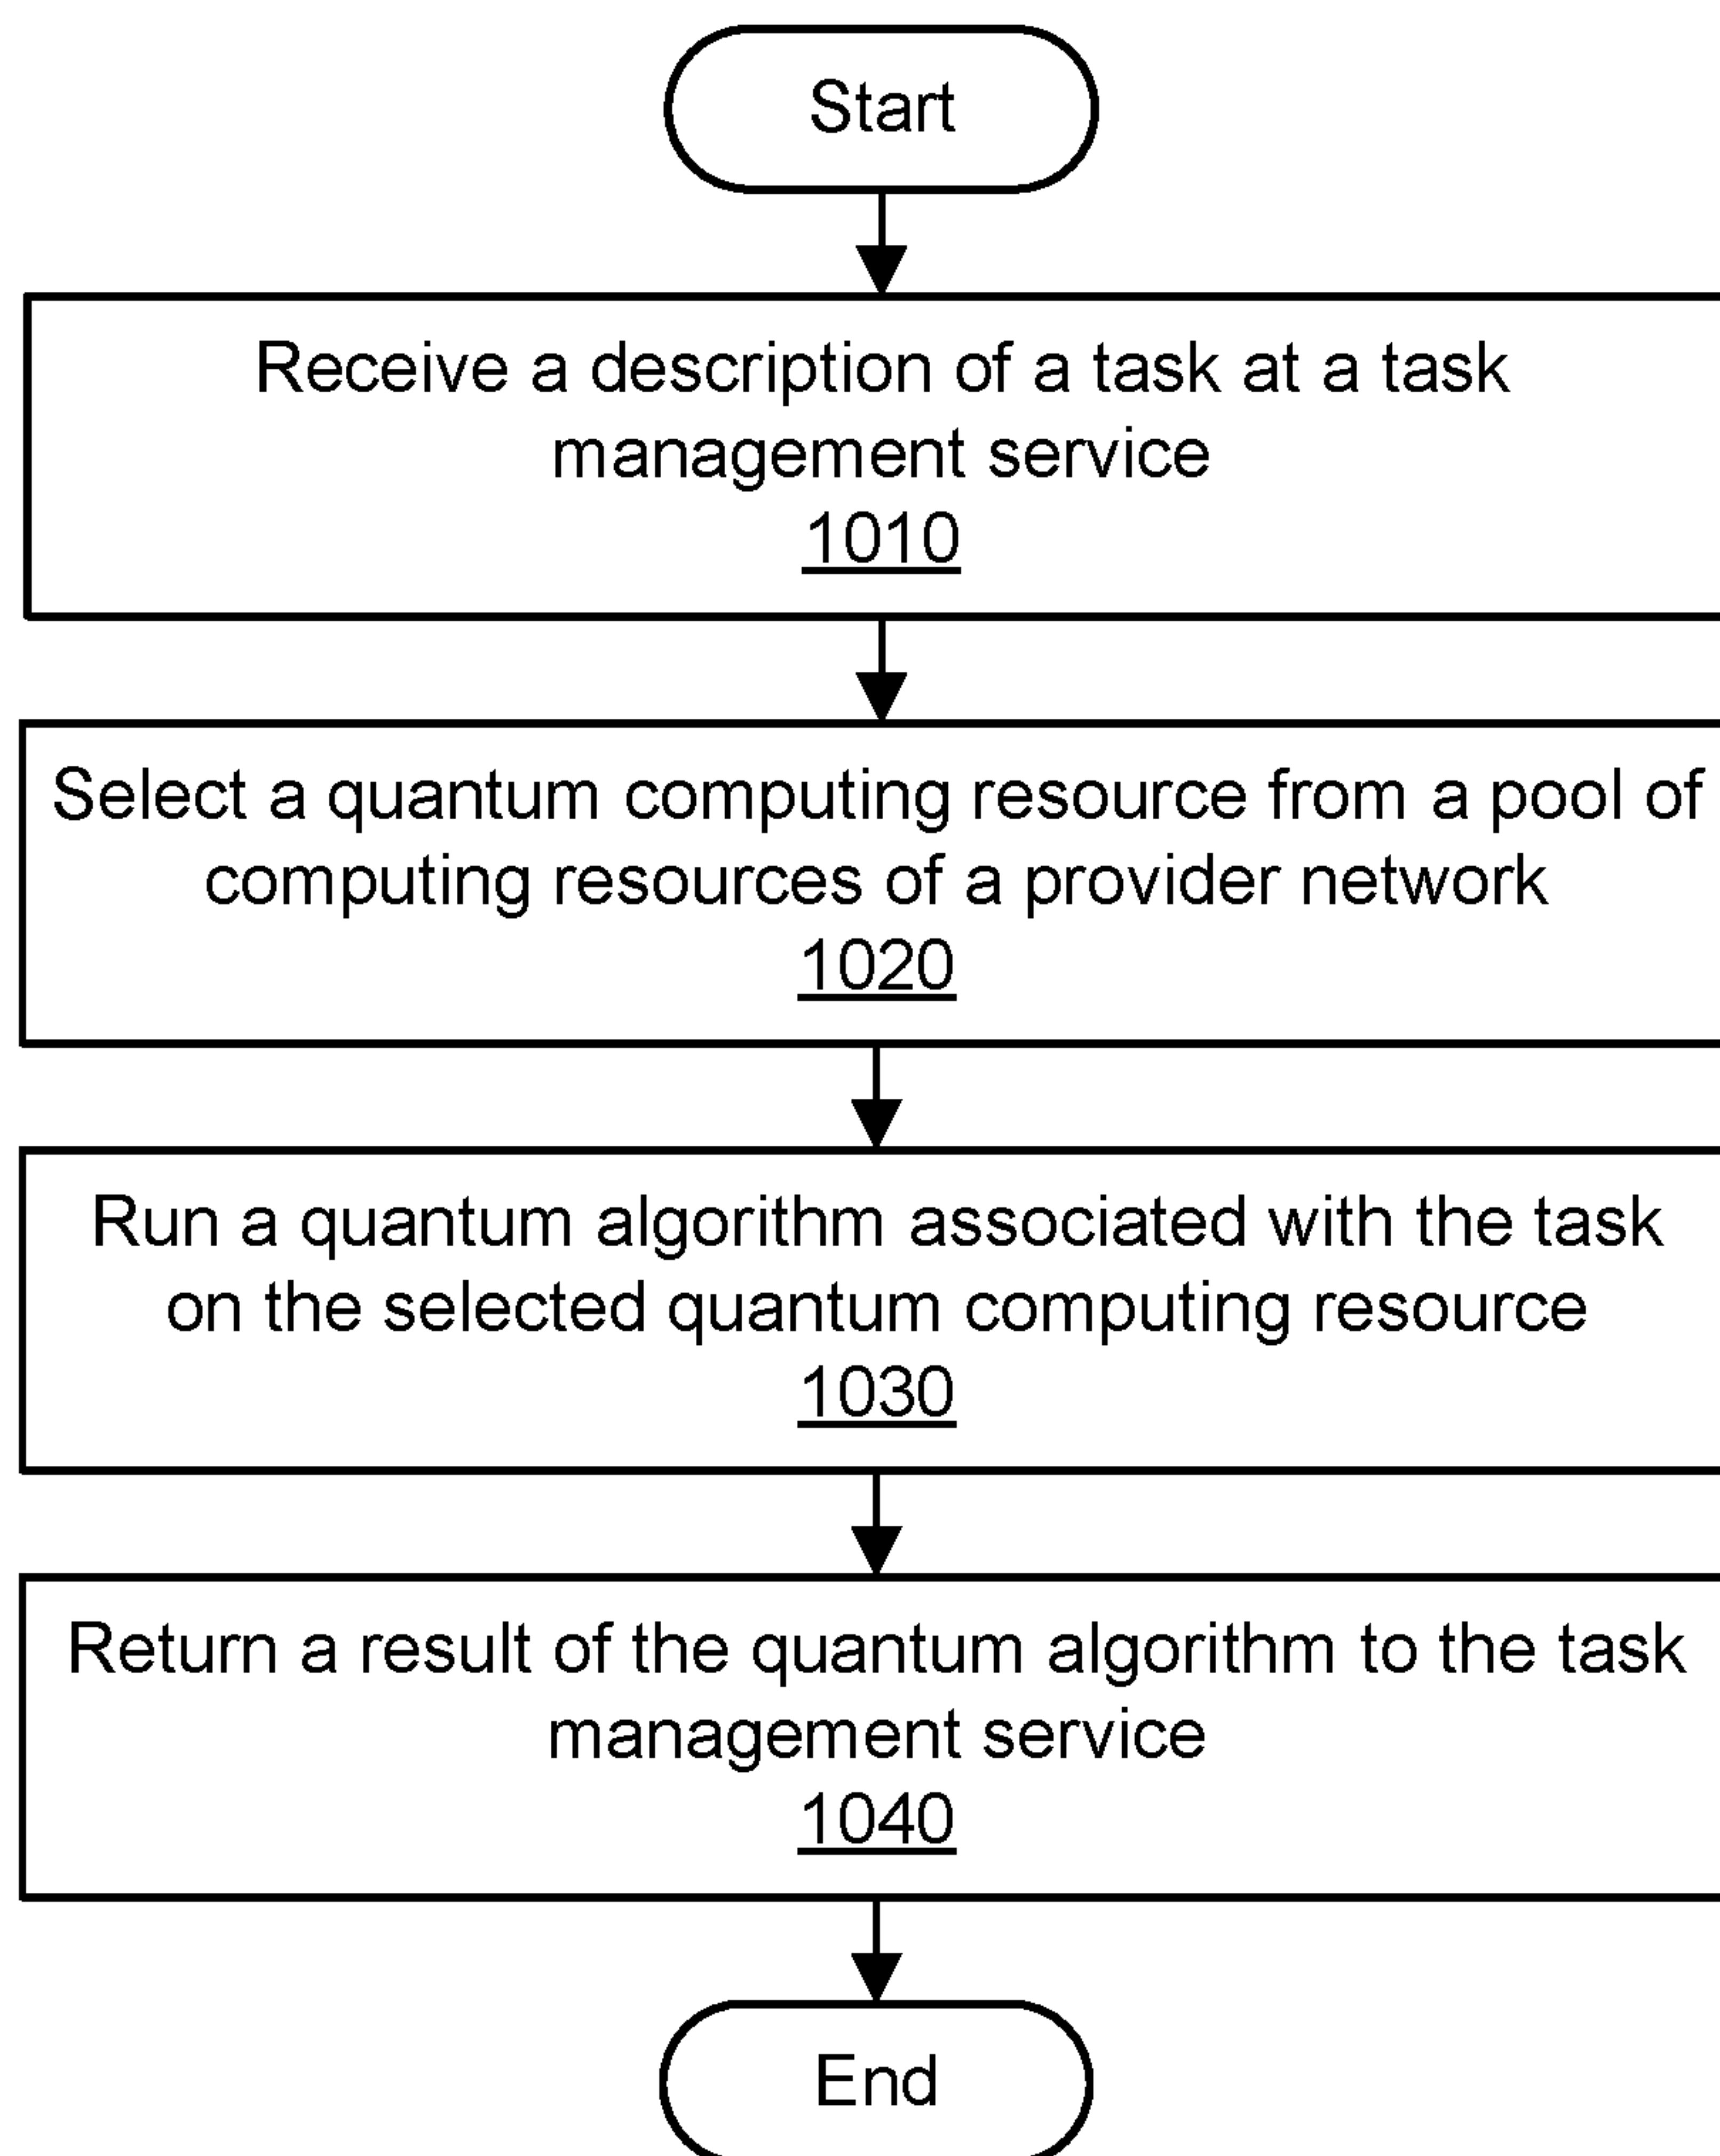 Start
Receive a description of a task at a task
management service
1010
Select a quantum computing resource from a pool of
computing resources of a provider network
1020
Run a quantum algorithm associated with the task
on the selected quantum computing resource
1030
Return a result of the quantum algorithm to the task
management service
1040
End